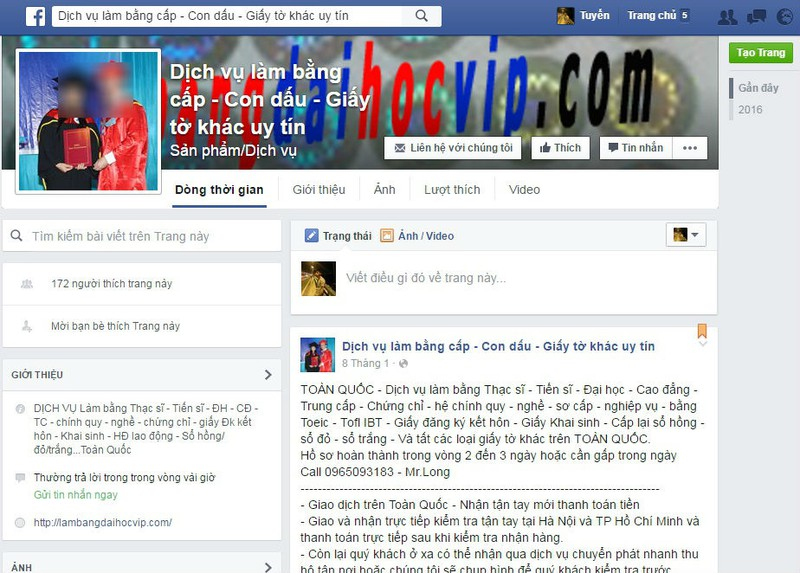 Dịch vụ làm bằng cấp - Con dấu - Giấy tờ khác uy tín
Tuyến
Trang chủ 5
bangdaihocvip.com
Tạo Trang
Gần đây
2016
Dịch vụ làm bằng
cấp - Con dấu - Giấy
tờ khác uy tín
Sản phẩm/Dịch vụ
Liên hệ với chúng tôi
Thích
Tin nhắn
Dòng thời gian
Giới thiệu
Ảnh
Lượt thích
Video
Tìm kiếm bài viết trên Trang này
172 người thích trang này
Mời bạn bè thích Trang này
GIỚI THIỆU
DỊCH VỤ Làm bằng Thạc sĩ - Tiến sĩ - ĐH - CĐ -
TC - chính quy - nghề - chứng chỉ - giấy Đk kết
hôn - Khai sinh - HĐ lao động - Sổ hồng/
đỏ/trắng...Toàn Quốc
Thường trả lời trong trong vòng vài giờ
Gửi tin nhắn ngay
http://lambangdaihocvip.com/
ẢNH
Trạng thái
Ảnh / Video
Viết điều gì đó về trang này...
Dịch vụ làm bằng cấp - Con dấu - Giấy tờ khác uy tín
8 Tháng 1 ·
TOÀN QUỐC - Dịch vụ làm bằng Thạc sĩ - Tiến sĩ - Đại học - Cao đẳng -
Trung cấp - Chứng chỉ - hệ chính quy - nghề - sơ cấp - nghiệp vụ - bằng
Toeic - Tofl IBT - Giấy đăng ký kết hôn - Giấy Khai sinh - Cấp lại sổ hồng -
sổ đỏ - sổ trắng - Và tất các loại giấy tờ khác trên TOÀN QUỐC.
Hồ sơ hoàn thành trong vòng 2 đến 3 ngày hoặc cần gấp trong ngày
Call 0965093183 - Mr.Long
--------------------------------------------------------------------------------
- Giao dịch trên Toàn Quốc - Nhận tận tay mới thanh toán tiền
- Giao và nhận trực tiếp kiểm tra tận tay tại Hà Nội và TP Hồ Chí Minh và
thanh toán trực tiếp sau khi kiểm tra nhận hàng.
- Còn lại quý khách ở xa có thể nhận qua dịch vụ chuyển phát nhanh thu
hộ tận nơi hoặc chúng tôi sẽ chụp hình để quý khách kiểm tra trước